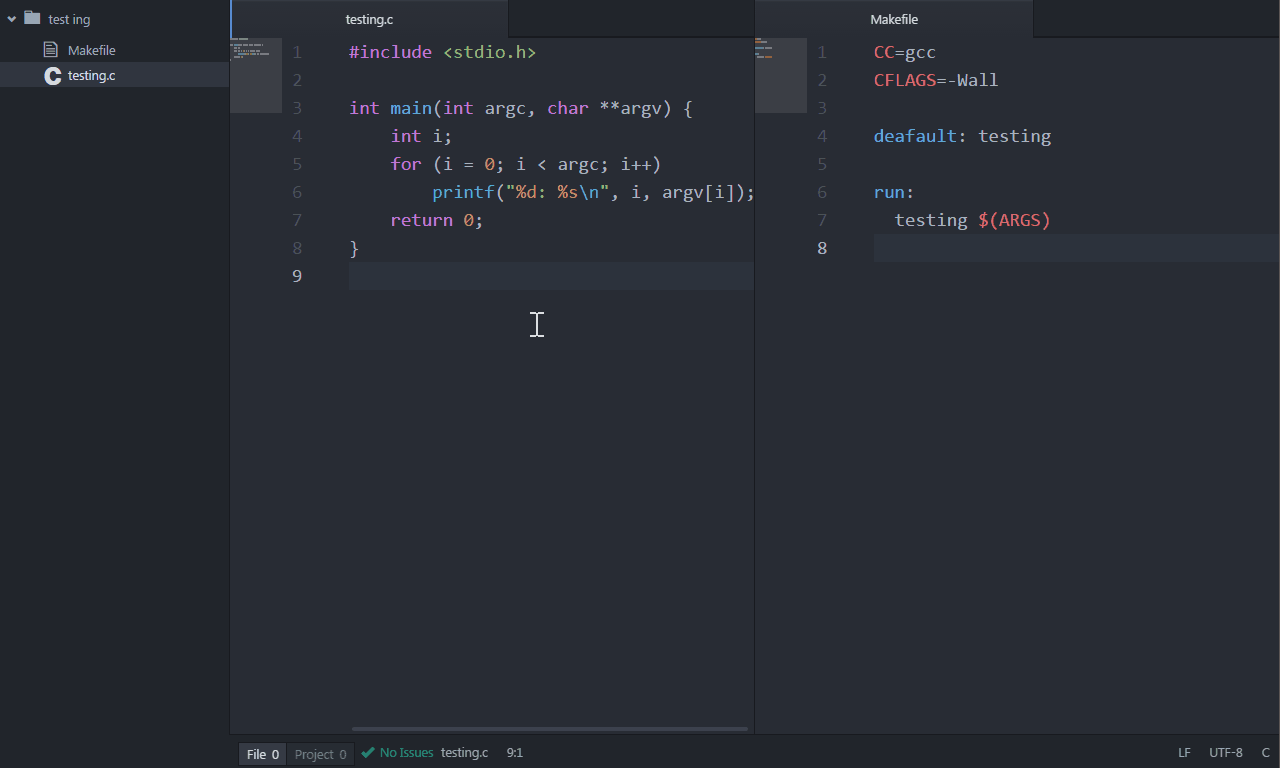 test ing
Makefile
testing.c
testing.c
1 #include <stdio.h>
2
3 int main(int argc, char **argv) {
4     int i;
5     for (i = 0; i < argc; i++)
6         printf("%d: %s\n", i, argv[i]);
7     return 0;
8 }
9
Makefile
1 CC=gcc
2 CFLAGS=-Wall
3
4 deafault: testing
5
6 run:
7   testing $(ARGS)
8
File 0 Project 0 No Issues testing.c 9:1 LF UTF-8 C